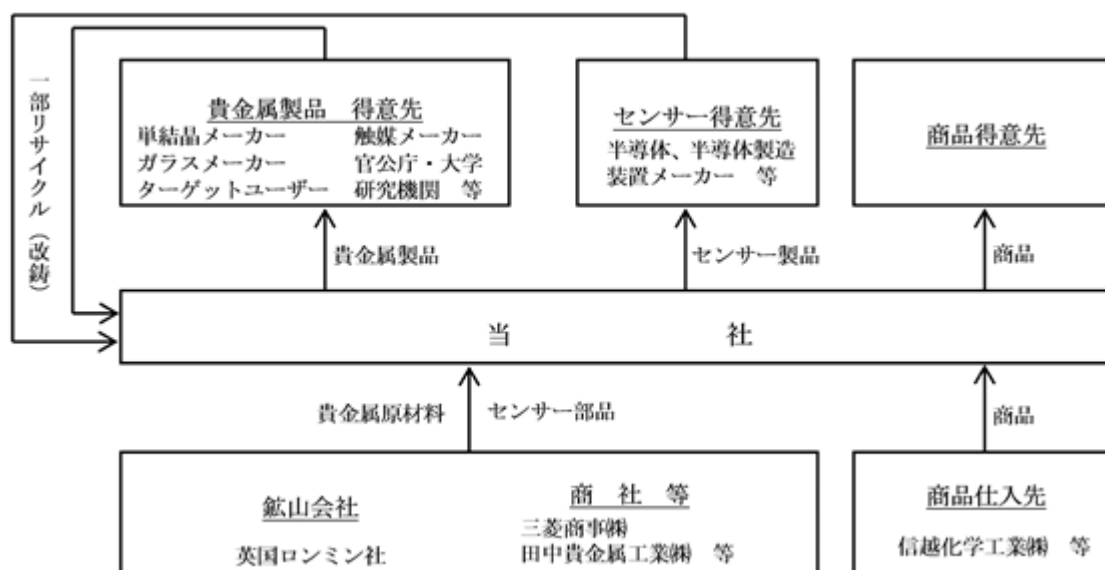 一部リサイクル（改鋳）
貴金属製品　得意先
単結晶メーカー　触媒メーカー
ガラスメーカー　官公庁・大学
ターゲットユーザー　研究機関　等
センサー得意先
半導体、半導体製造
装置メーカー　等
商品得意先
貴金属製品
センサー製品
商品
当　社
貴金属原材料
センサー部品
商品
鉱山会社
英国ロンミン社
商　社　等
三菱商事㈱
田中貴金属工業㈱　等
商品仕入先
信越化学工業㈱　等